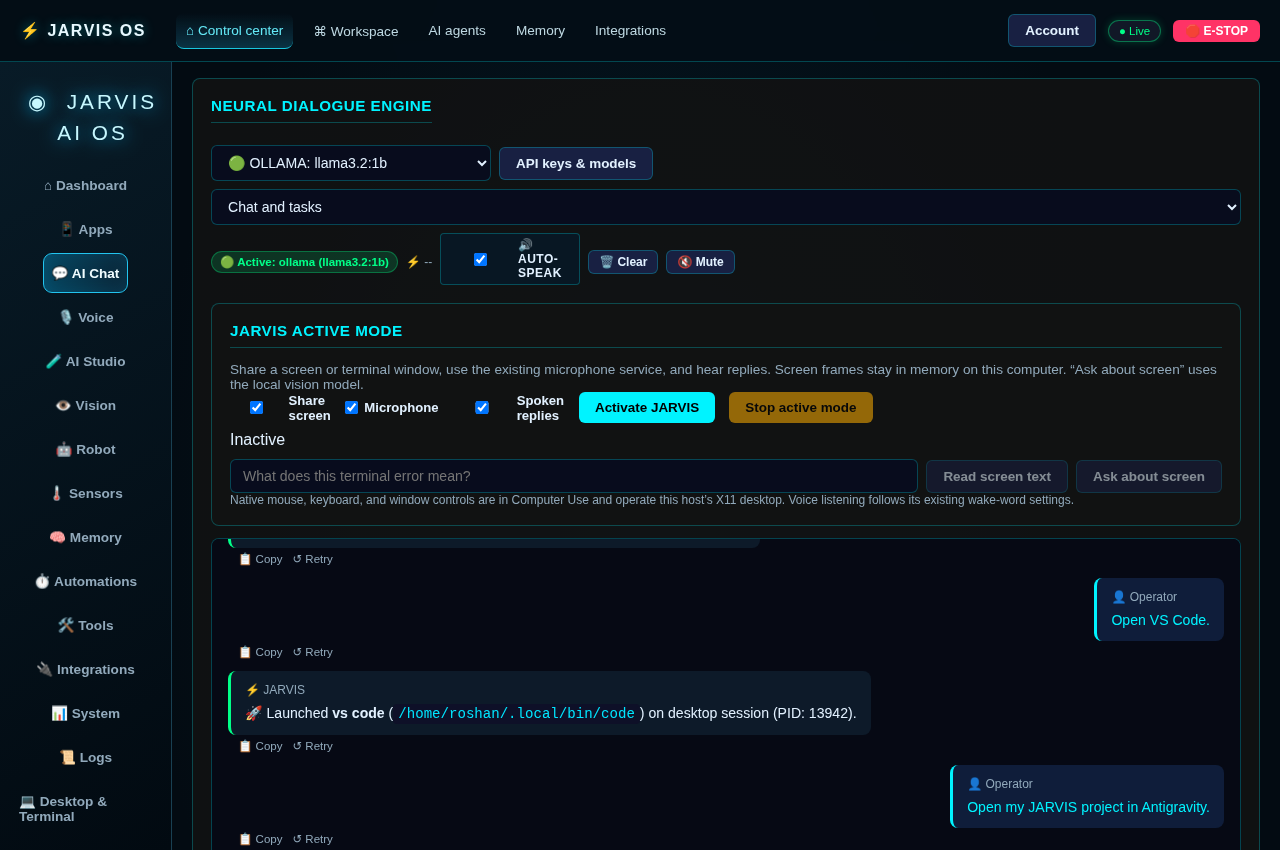 ⚡ JARVIS OS
⌂ Control center
⌘ Workspace
AI agents
Memory
Integrations
Account
● Live
🛑 E-STOP
◉ JARVIS
AI OS
⌂ Dashboard
📱 Apps
💬 AI Chat
🎙️ Voice
🧪 AI Studio
👁️ Vision
🤖 Robot
🌡️ Sensors
🧠 Memory
⏱️ Automations
🛠️ Tools
🔌 Integrations
📊 System
📜 Logs
💻 Desktop &
Terminal
NEURAL DIALOGUE ENGINE
🟢 OLLAMA: llama3.2:1b
API keys & models
Chat and tasks
🟢 Active: ollama (llama3.2:1b)
⚡ --
🔊
AUTO-
SPEAK
🗑️ Clear
🔇 Mute
JARVIS ACTIVE MODE
Share a screen or terminal window, use the existing microphone service, and hear replies. Screen frames stay in memory on this computer. “Ask about screen” uses
the local vision model.
Share
screen
Microphone
Spoken
replies
Activate JARVIS
Stop active mode
Inactive
What does this terminal error mean?
Read screen text
Ask about screen
Native mouse, keyboard, and window controls are in Computer Use and operate this host's X11 desktop. Voice listening follows its existing wake-word settings.
📋 Copy ↺ Retry
👤 Operator
Open VS Code.
📋 Copy ↺ Retry
⚡ JARVIS
🚀 Launched vs code ( /home/roshan/.local/bin/code ) on desktop session (PID: 13942).
📋 Copy ↺ Retry
👤 Operator
Open my JARVIS project in Antigravity.
📋 Copy ↺ Retry